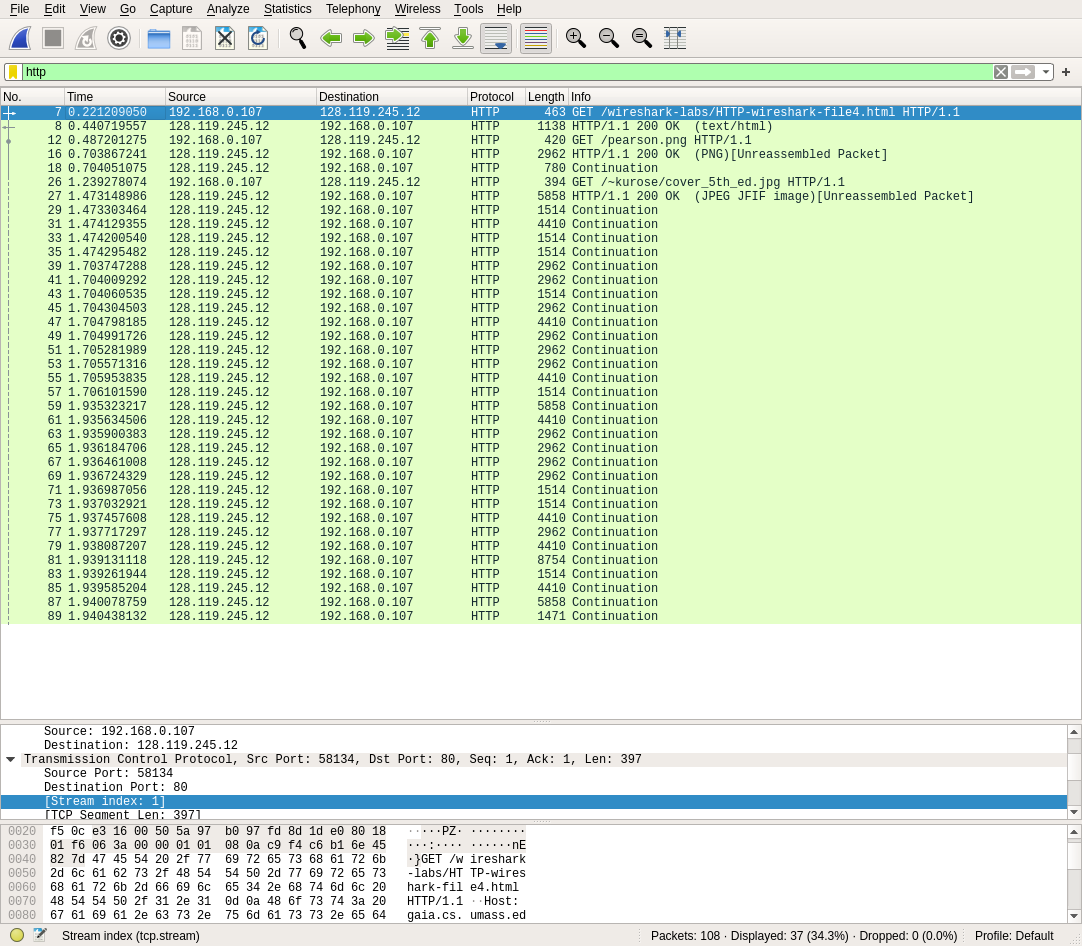 File Edit View Go Capture Analyze Statistics Telephony Wireless Tools Help
http
No. Time Source Destination Protocol Length Info
7 0.221209050 192.168.0.107 128.119.245.12 HTTP 463 GET /wireshark-labs/HTTP-wireshark-file4.html HTTP/1.1
8 0.440719557 128.119.245.12 192.168.0.107 HTTP 1138 HTTP/1.1 200 OK (text/html)
12 0.487201275 192.168.0.107 128.119.245.12 HTTP 420 GET /pearson.png HTTP/1.1
16 0.703867241 128.119.245.12 192.168.0.107 HTTP 2962 HTTP/1.1 200 OK (PNG)[Unreassembled Packet]
18 0.704051075 128.119.245.12 192.168.0.107 HTTP 780 Continuation
26 1.239278074 192.168.0.107 128.119.245.12 HTTP 394 GET /~kurose/cover_5th_ed.jpg HTTP/1.1
27 1.473148986 128.119.245.12 192.168.0.107 HTTP 5858 HTTP/1.1 200 OK (JPEG JFIF image)[Unreassembled Packet]
29 1.473303464 128.119.245.12 192.168.0.107 HTTP 1514 Continuation
31 1.474129355 128.119.245.12 192.168.0.107 HTTP 4410 Continuation
33 1.474200540 128.119.245.12 192.168.0.107 HTTP 1514 Continuation
35 1.474295482 128.119.245.12 192.168.0.107 HTTP 1514 Continuation
39 1.703747288 128.119.245.12 192.168.0.107 HTTP 2962 Continuation
41 1.704009292 128.119.245.12 192.168.0.107 HTTP 2962 Continuation
43 1.704060535 128.119.245.12 192.168.0.107 HTTP 1514 Continuation
45 1.704304503 128.119.245.12 192.168.0.107 HTTP 2962 Continuation
47 1.704798185 128.119.245.12 192.168.0.107 HTTP 4410 Continuation
49 1.704991726 128.119.245.12 192.168.0.107 HTTP 2962 Continuation
51 1.705281989 128.119.245.12 192.168.0.107 HTTP 2962 Continuation
53 1.705571316 128.119.245.12 192.168.0.107 HTTP 2962 Continuation
55 1.705953835 128.119.245.12 192.168.0.107 HTTP 4410 Continuation
57 1.706101590 128.119.245.12 192.168.0.107 HTTP 1514 Continuation
59 1.935323217 128.119.245.12 192.168.0.107 HTTP 5858 Continuation
61 1.935634506 128.119.245.12 192.168.0.107 HTTP 4410 Continuation
63 1.935900383 128.119.245.12 192.168.0.107 HTTP 2962 Continuation
65 1.936184706 128.119.245.12 192.168.0.107 HTTP 2962 Continuation
67 1.936461008 128.119.245.12 192.168.0.107 HTTP 2962 Continuation
69 1.936724329 128.119.245.12 192.168.0.107 HTTP 2962 Continuation
71 1.936987056 128.119.245.12 192.168.0.107 HTTP 1514 Continuation
73 1.937032921 128.119.245.12 192.168.0.107 HTTP 1514 Continuation
75 1.937457608 128.119.245.12 192.168.0.107 HTTP 4410 Continuation
77 1.937717297 128.119.245.12 192.168.0.107 HTTP 2962 Continuation
79 1.938087207 128.119.245.12 192.168.0.107 HTTP 4410 Continuation
81 1.939131118 128.119.245.12 192.168.0.107 HTTP 8754 Continuation
83 1.939261944 128.119.245.12 192.168.0.107 HTTP 1514 Continuation
85 1.939585204 128.119.245.12 192.168.0.107 HTTP 4410 Continuation
87 1.940078759 128.119.245.12 192.168.0.107 HTTP 5858 Continuation
89 1.940438132 128.119.245.12 192.168.0.107 HTTP 1471 Continuation
Source: 192.168.0.107
Destination: 128.119.245.12
Transmission Control Protocol, Src Port: 58134, Dst Port: 80, Seq: 1, Ack: 1, Len: 397
Source Port: 58134
Destination Port: 80
[Stream index: 1]
[TCP Segment Len: 397]
0020 f5 0c e3 16 00 50 5a 97 b0 97 fd 8d 1d e0 80 18 ·····PZ· ········
0030 01 f6 06 3a 00 00 01 01 08 0a c9 f4 c6 b1 6e 45 ···:···· ······nE
0040 82 7d 47 45 54 20 2f 77 69 72 65 73 68 61 72 6b ·}GET /w ireshark
0050 2d 6c 61 62 73 2f 48 54 54 50 2d 77 69 72 65 73 -labs/HT TP-wires
0060 68 61 72 6b 2d 66 69 6c 65 34 2e 68 74 6d 6c 20 hark-fil e4.html
0070 48 54 54 50 2f 31 2e 31 0d 0a 48 6f 73 74 3a 20 HTTP/1.1 ··Host:
0080 67 61 69 61 2e 63 73 2e 75 6d 61 73 73 2e 65 64 gaia.cs. umass.ed
Stream index (tcp.stream) Packets: 108 · Displayed: 37 (34.3%) · Dropped: 0 (0.0%) Profile: Default